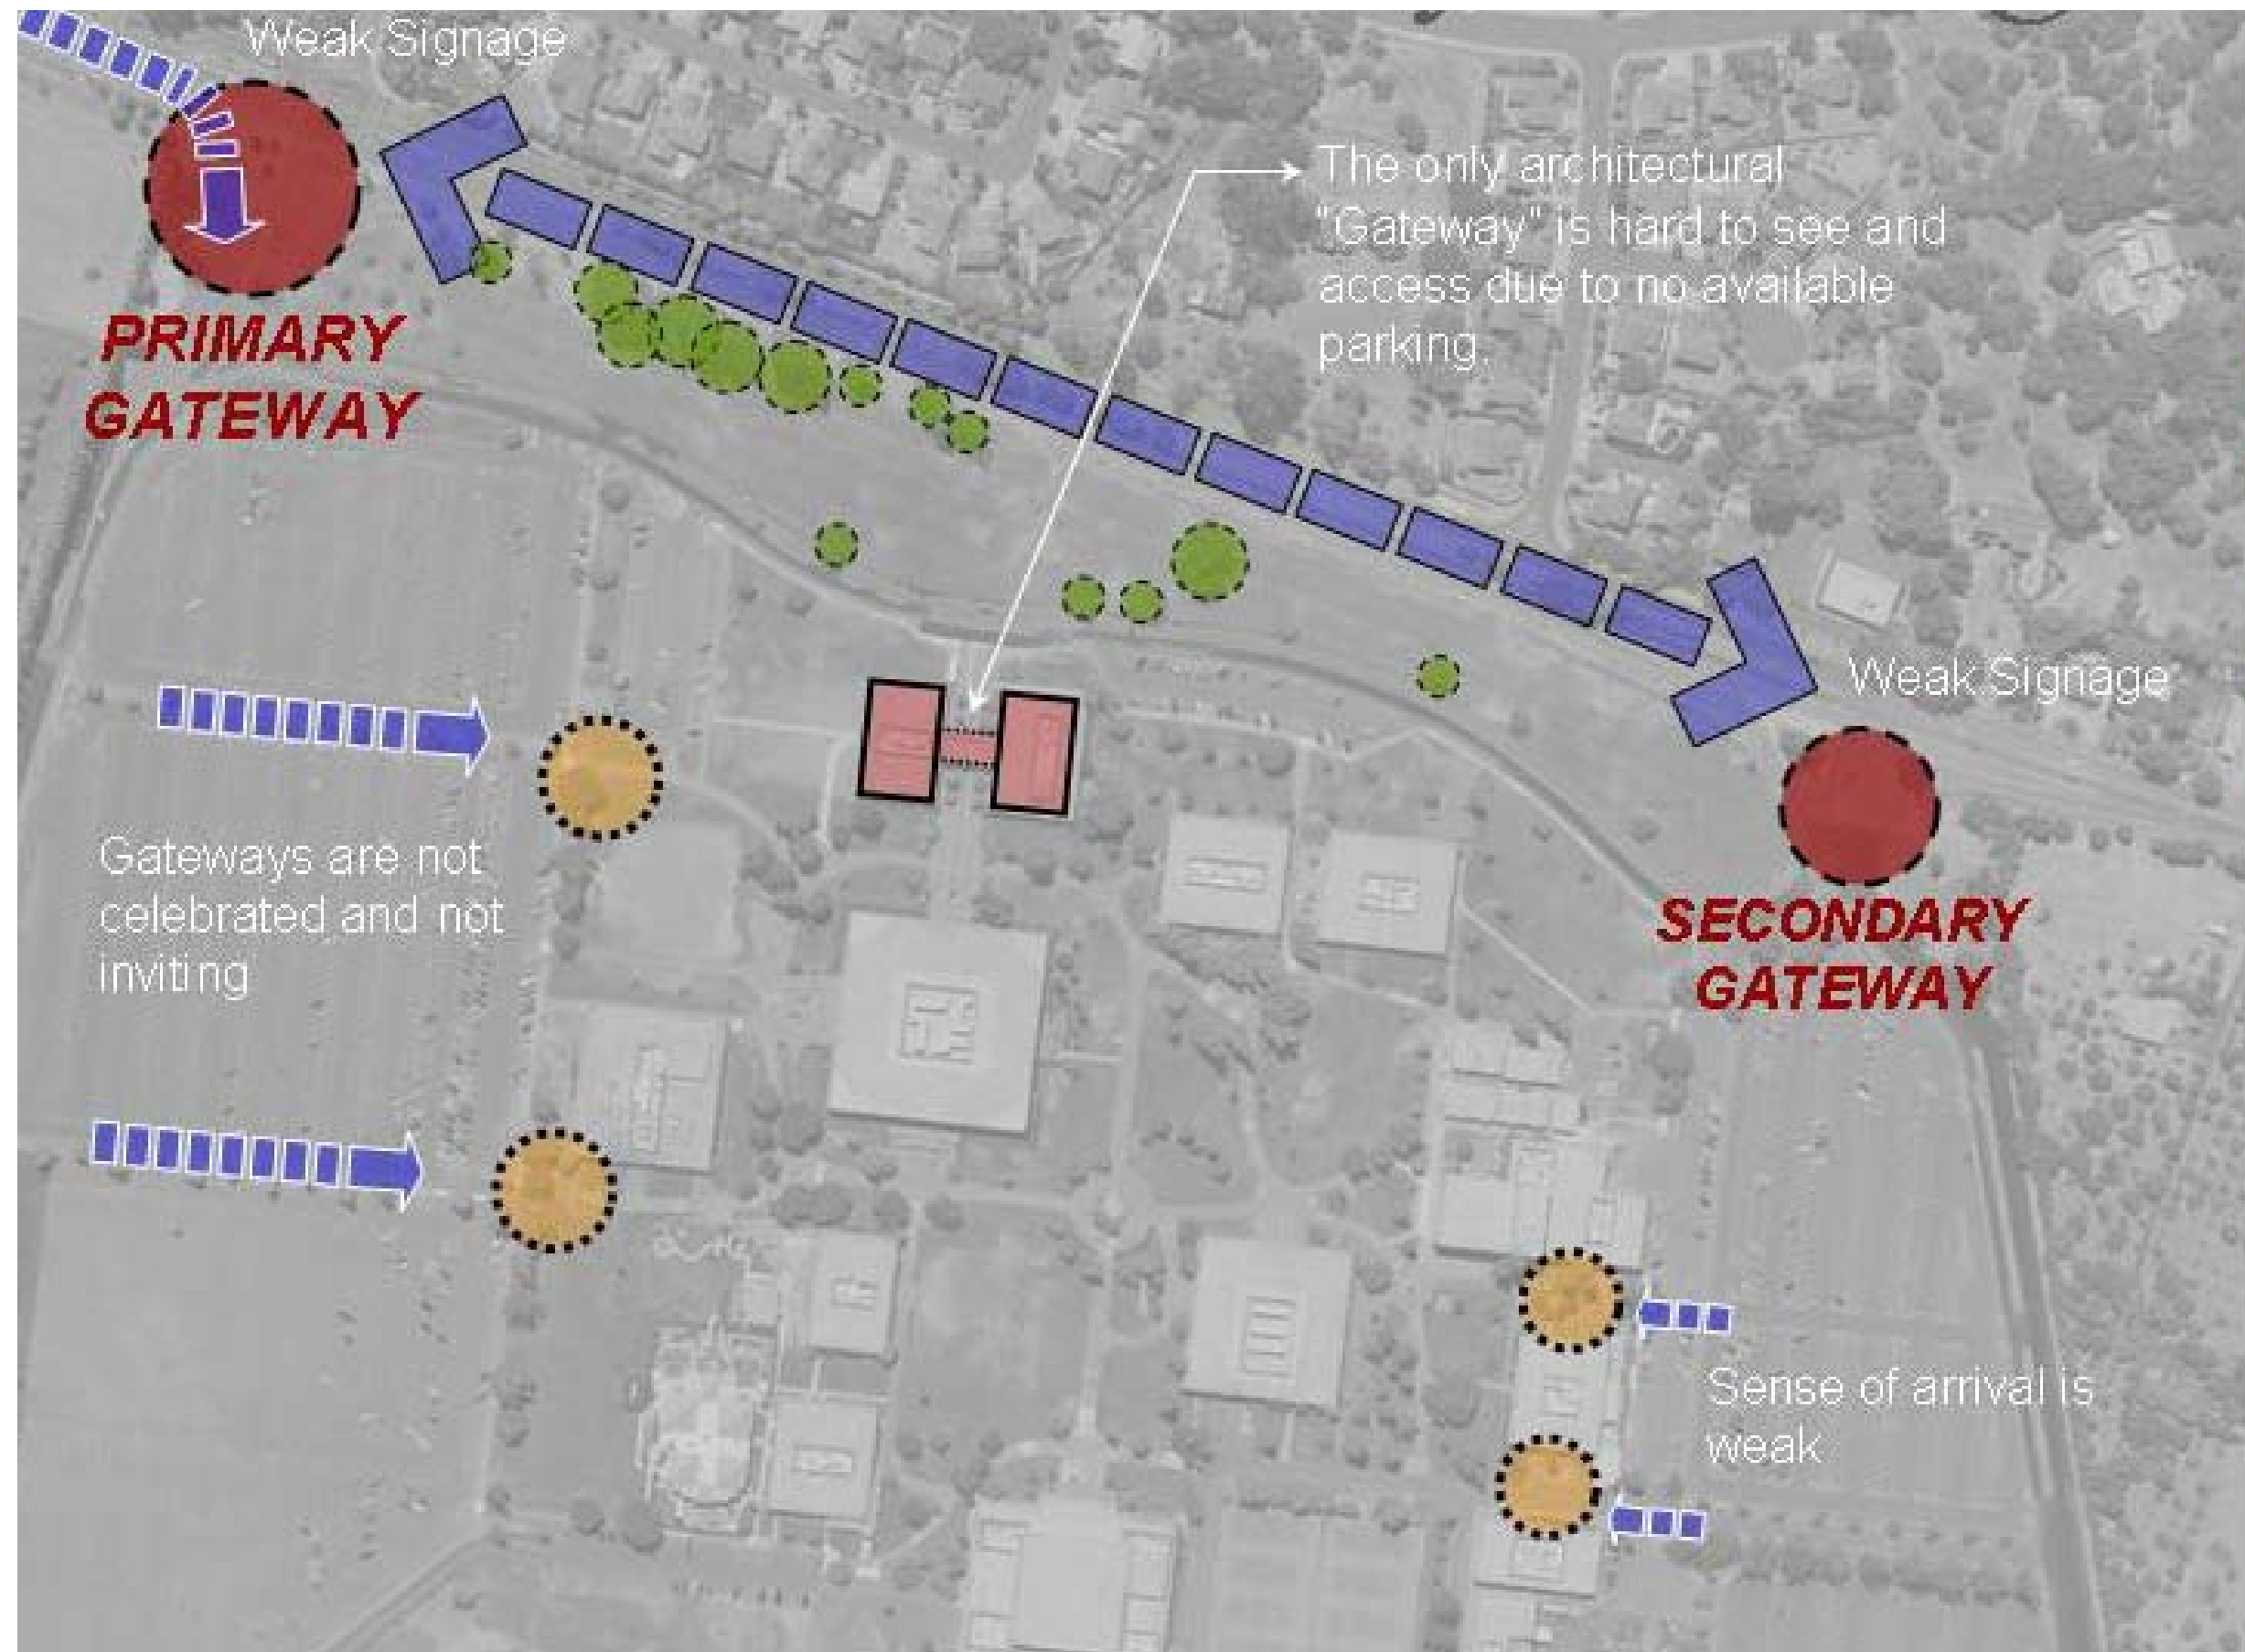 Weak Signage
The only architectural
"Gateway" is hard to see and
access due to no available
parking.
PRIMARY
GATEWAY
Weak Signage
Gateways are not
celebrated and not
inviting
SECONDARY
GATEWAY
Sense of arrival is
weak